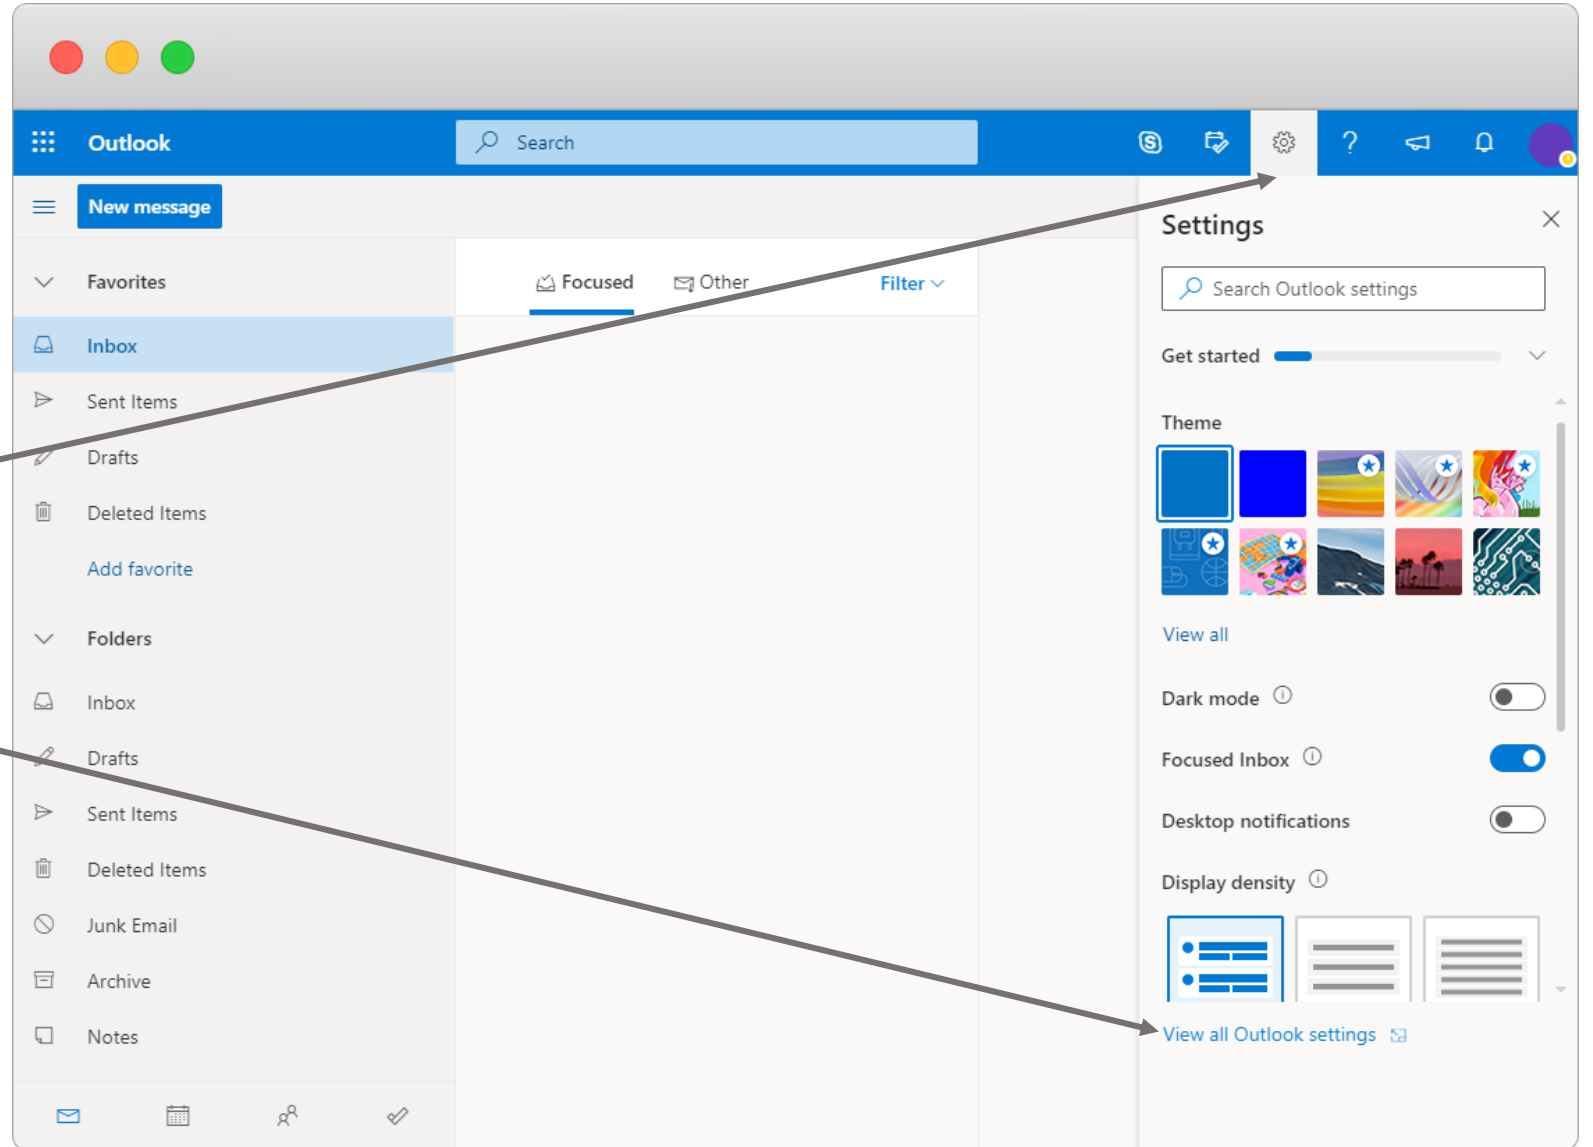 Outlook
Search
New message
Favorites
Inbox
Sent Items
Drafts
Deleted Items
Add favorite
Folders
Inbox
Drafts
Sent Items
Deleted Items
Junk Email
Archive
Notes
Focused
Other
Filter
Settings
Search Outlook settings
Get started
Theme
View all
Dark mode
Focused Inbox
Desktop notifications
Display density
View all Outlook settings